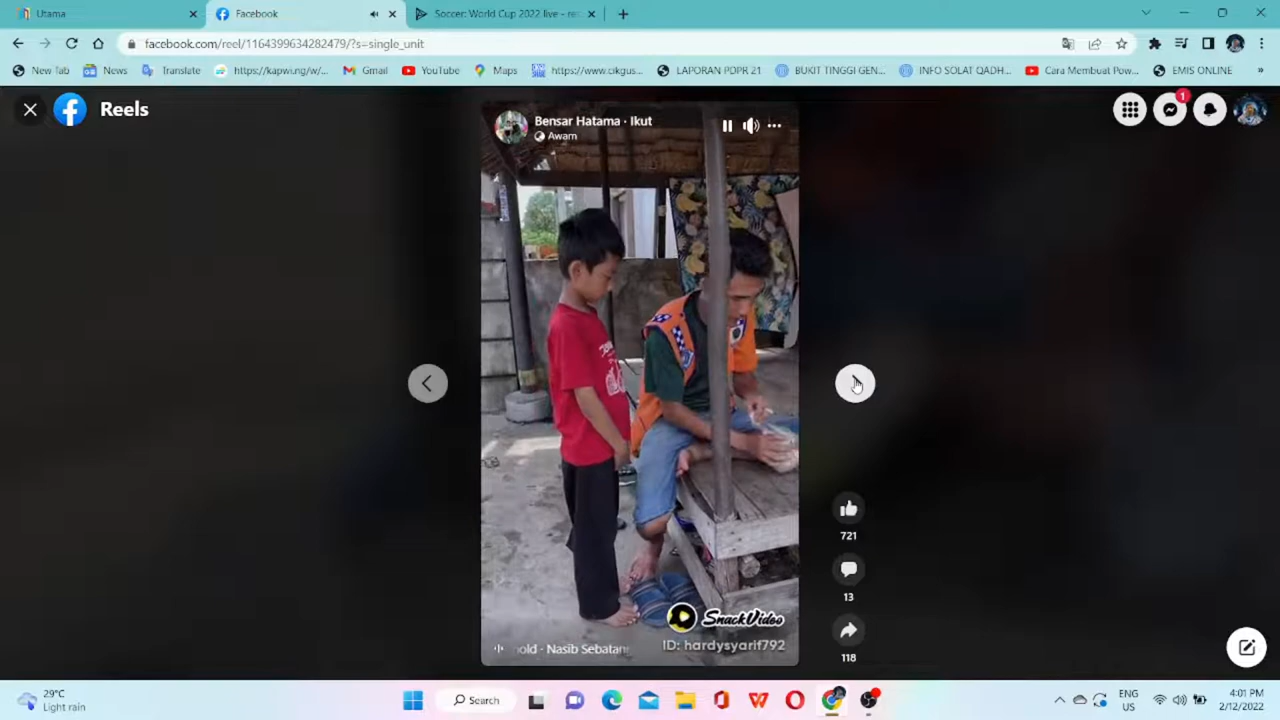 Utama
Facebook
Soccer: World Cup 2022 live - re
facebook.com/reel/1164399634282479/?s=single_unit
New Tab
News
Translate
https://kapwi.ng/w/...
Gmail
YouTube
Maps
https://www.cikgus...
LAPORAN PDPR 21
BUKIT TINGGI GEN...
INFO SOLAT QADH...
Cara Membuat Pow...
EMIS ONLINE
»
Reels
1
Bensar Hatama · Ikut
Awam
721
13
118
SnackVideo
ID: hardysyarif792
old · Nasib Sebatan
29°C
Light rain
Search
ENG
US
4:01 PM
2/12/2022